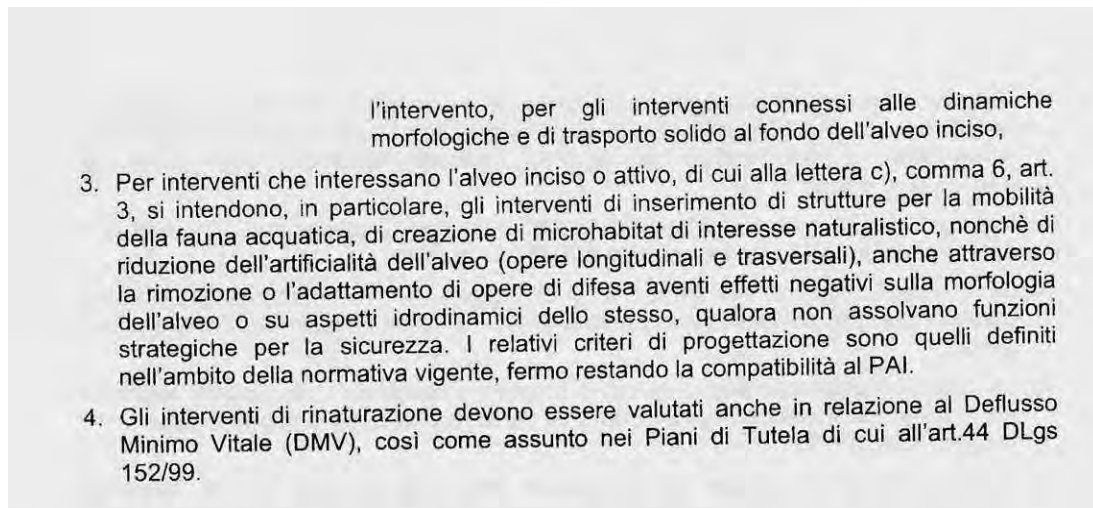 l'intervento, per gli interventi connessi alle dinamiche
morfologiche e di trasporto solido al fondo dell'alveo inciso,
3. Per interventi che interessano l'alveo inciso o attivo, di cui alla lettera c), comma 6, art.
3, si intendono, in particolare, gli interventi di inserimento di strutture per la mobilità
della fauna acquatica, di creazione di microhabitat di interesse naturalistico, nonchè di
riduzione dell'artificialità dell'alveo (opere longitudinali e trasversali), anche attraverso
la rimozione o l'adattamento di opere di difesa aventi effetti negativi sulla morfologia
dell'alveo o su aspetti idrodinamici dello stesso, qualora non assolvano funzioni
strategiche per la sicurezza. I relativi criteri di progettazione sono quelli definiti
nell'ambito della normativa vigente, fermo restando la compatibilità al PAI.
4. Gli interventi di rinaturazione devono essere valutati anche in relazione al Deflusso
Minimo Vitale (DMV), così come assunto nei Piani di Tutela di cui all'art.44 DLgs
152/99.